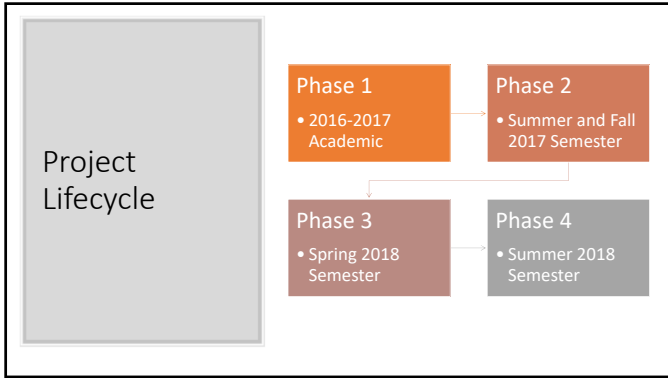 Project
Lifecycle
Phase 1
• 2016-2017
Academic
Phase 2
• Summer and Fall
2017 Semester
Phase 3
• Spring 2018
Semester
Phase 4
• Summer 2018
Semester